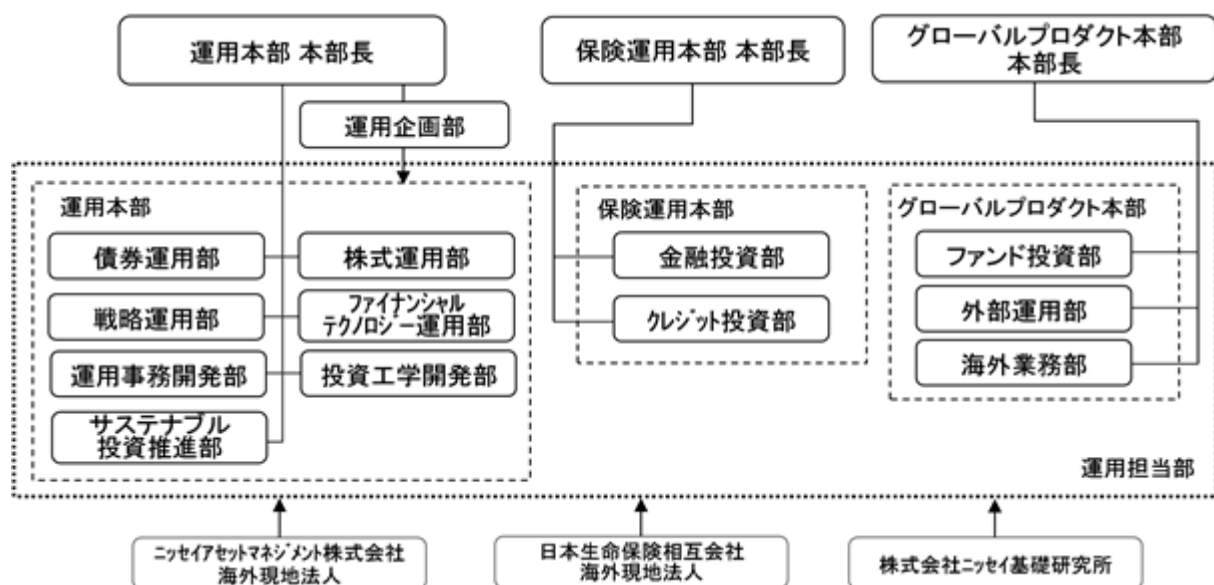 運用本部 本部長
保険運用本部 本部長
グローバルプロダクト本部
本部長
運用企画部
運用本部
債券運用部
株式運用部
戦略運用部
ファイナンシャル
テクノロジー運用部
運用事務開発部
投資工学開発部
サステナブル
投資推進部
保険運用本部
金融投資部
クレジット投資部
グローバルプロダクト本部
ファンド投資部
外部運用部
海外業務部
運用担当部
ニッセイアセットマネジメント株式会社
海外現地法人
日本生命保険相互会社
海外現地法人
株式会社ニッセイ基礎研究所